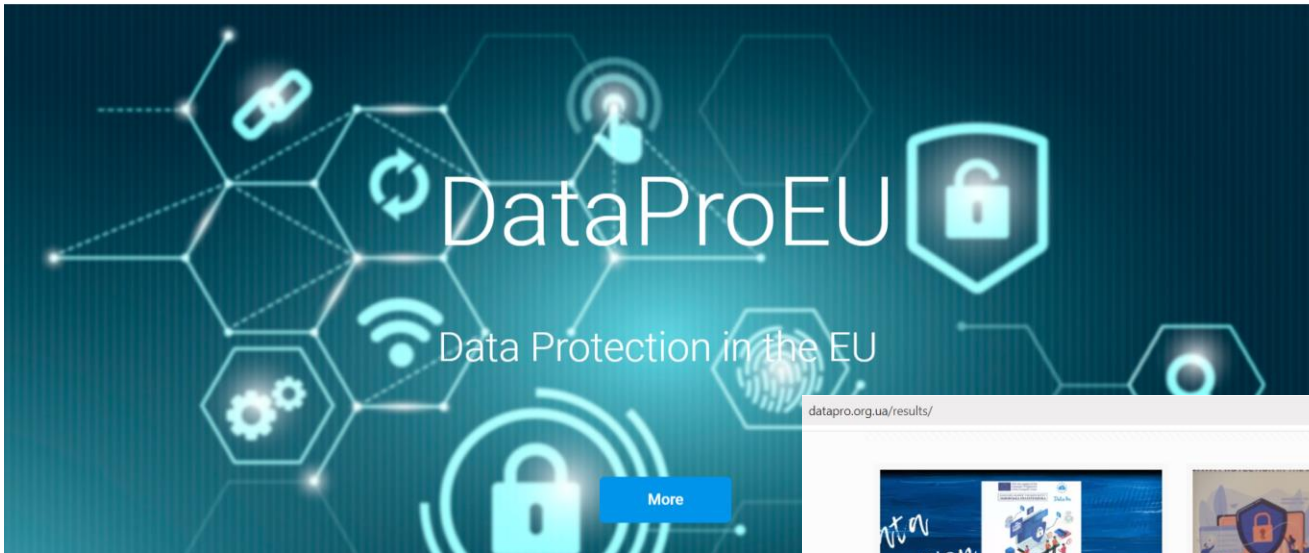 DataProEU
Data Protection in the EU
More
datapro.org.ua/results/